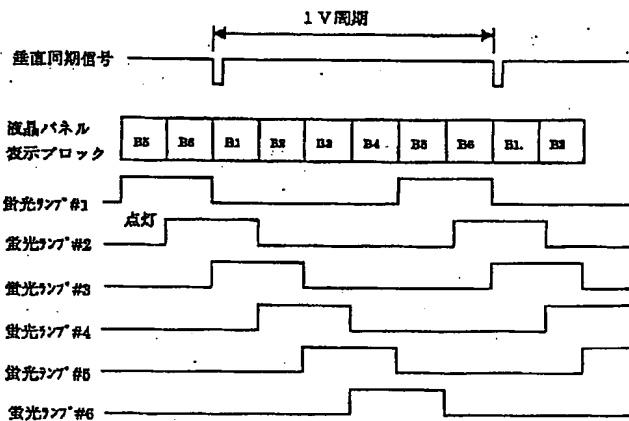 1V周期
垂直同期信号
液晶パネル
表示ブロック
B5 B6 B1 B2 B3 B4 B5 B6 B1. B2
蛍光ランプ#1
点灯
蛍光ランプ#2
蛍光ランプ#3
蛍光ランプ#4
蛍光ランプ#5
蛍光ランプ#6